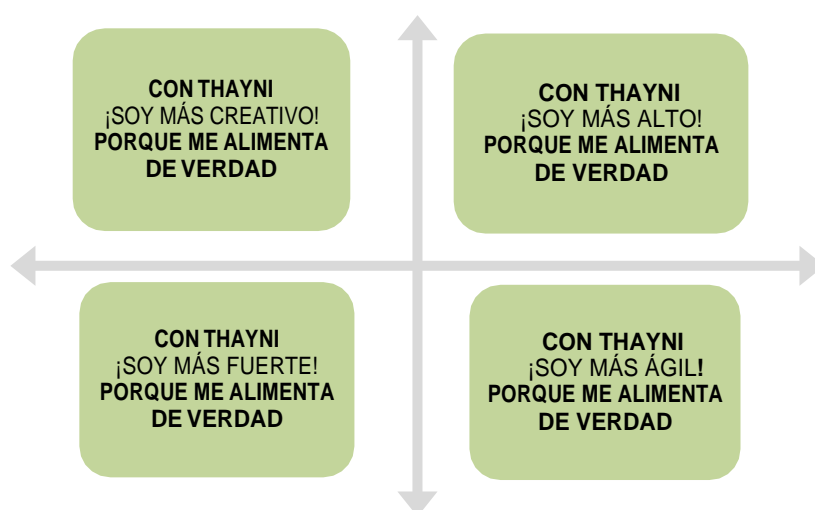 CON THAYNI
¡SOY MÁS CREATIVO!
PORQUE ME ALIMENTA
DE VERDAD
CON THAYNI
¡SOY MÁS ALTO!
PORQUE ME ALIMENTA
DE VERDAD
CON THAYNI
¡SOY MÁS FUERTE!
PORQUE ME ALIMENTA
DE VERDAD
CON THAYNI
¡SOY MÁS ÁGIL!
PORQUE ME ALIMENTA
DE VERDAD